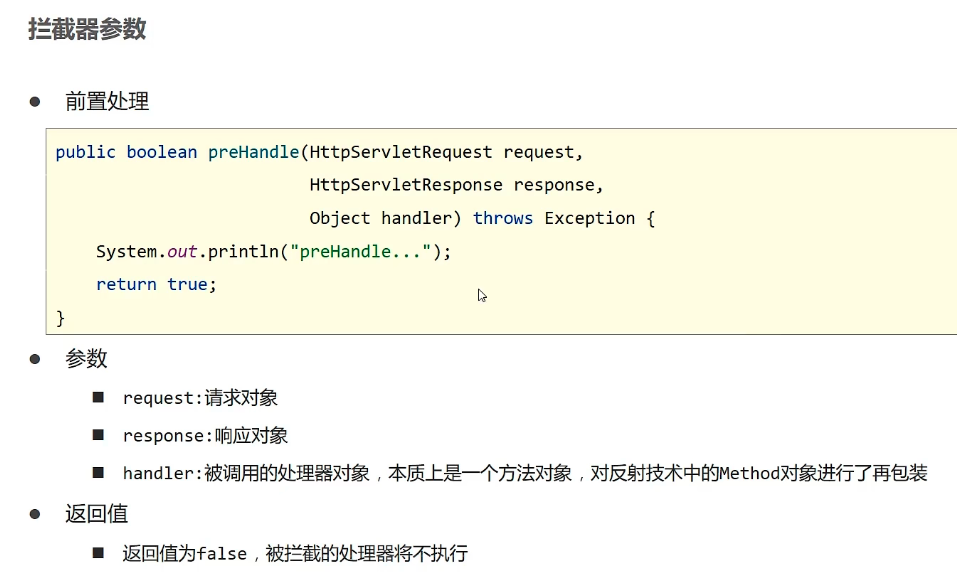 拦截器参数
● 前置处理
public boolean preHandle(HttpServletRequest request,
HttpServletResponse response,
Object handler) throws Exception {
System.out.println("preHandle...");
return true;
}
● 参数
■ request:请求对象
■ response:响应对象
■ handler:被调用的处理器对象，本质上是一个方法对象，对反射技术中的Method对象进行了再包装
● 返回值
■ 返回值为false，被拦截的处理器将不执行